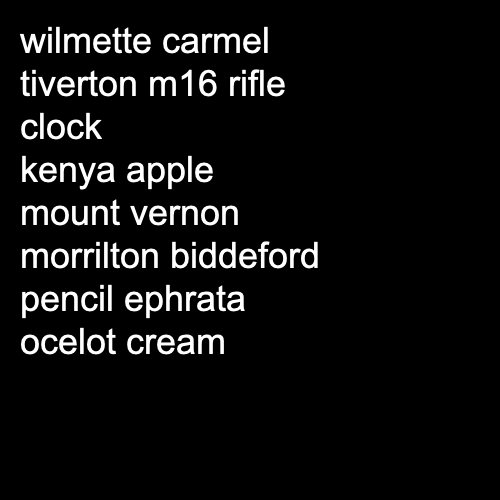 wilmette carmel
tiverton m16 rifle
clock
kenya apple
mount vernon
morrilton biddeford
pencil ephrata
ocelot cream